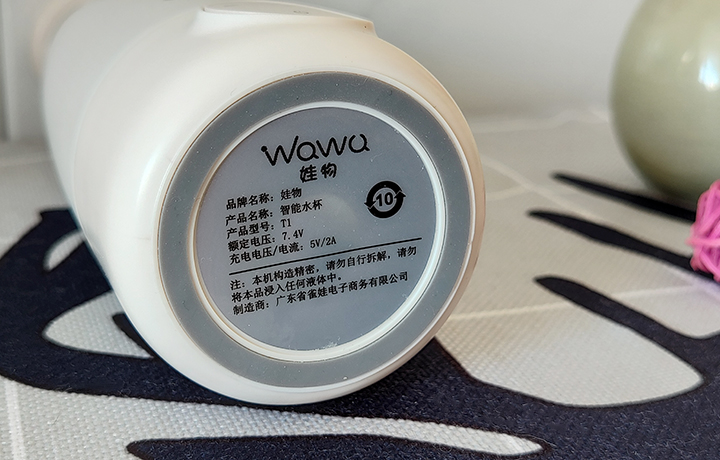 wawa
娃物
品牌名称：娃物
产品名称：智能水杯
产品型号：T1
额定电压：7.4V
充电电压/电流：5V/2A
10
注：本机构造精密，请勿自行拆解，请勿
将本品浸入任何液体中。
制造商：广东省雀娃电子商务有限公司